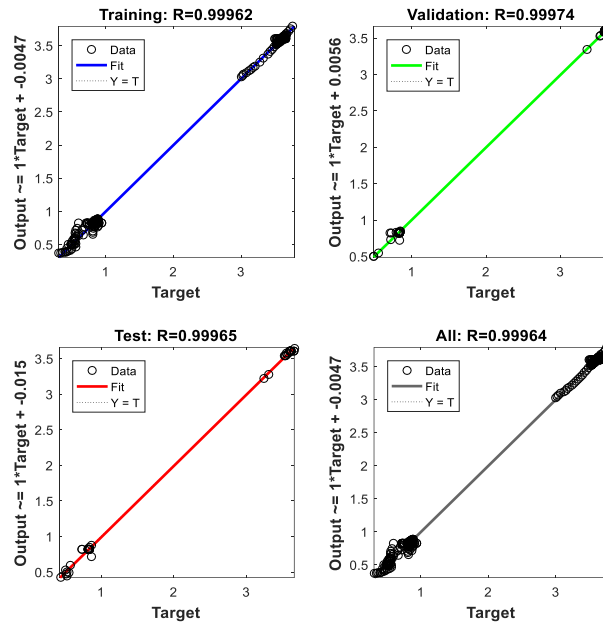 Training: R=0.99962
Output ~= 1*Target + -0.0047
3.5
3
2.5
2
1.5
1
0.5
Data
Fit
Y = T
1
2
3
Target
Validation: R=0.99974
Output ~= 1*Target + 0.0056
3.5
3
2.5
2
1.5
1
0.5
Data
Fit
Y = T
1
2
3
Target
Test: R=0.99965
Output ~= 1*Target + -0.015
3.5
3
2.5
2
1.5
1
0.5
Data
Fit
Y = T
1
2
3
Target
All: R=0.99964
Output ~= 1*Target + -0.0047
3.5
3
2.5
2
1.5
1
0.5
Data
Fit
Y = T
1
2
3
Target